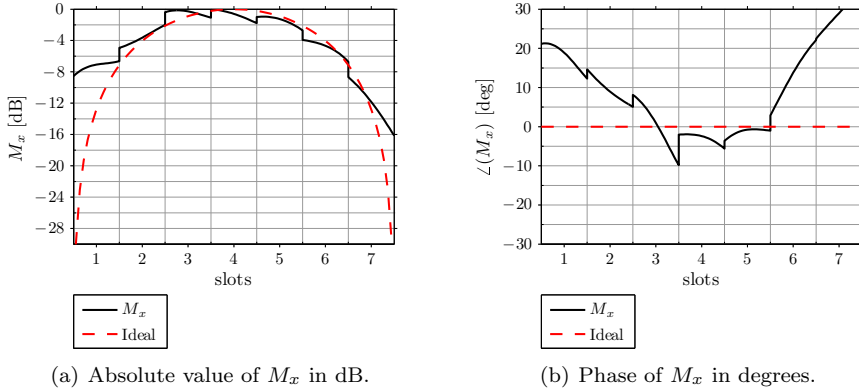 0
−4
−8
−12
−16
−20
−24
−28
M_x [dB]
1 2 3 4 5 6 7
slots
M_x
Ideal
(a) Absolute value of M_x in dB.
30
20
10
0
−10
−20
−30
∠(M_x) [deg]
1 2 3 4 5 6 7
slots
M_x
Ideal
(b) Phase of M_x in degrees.